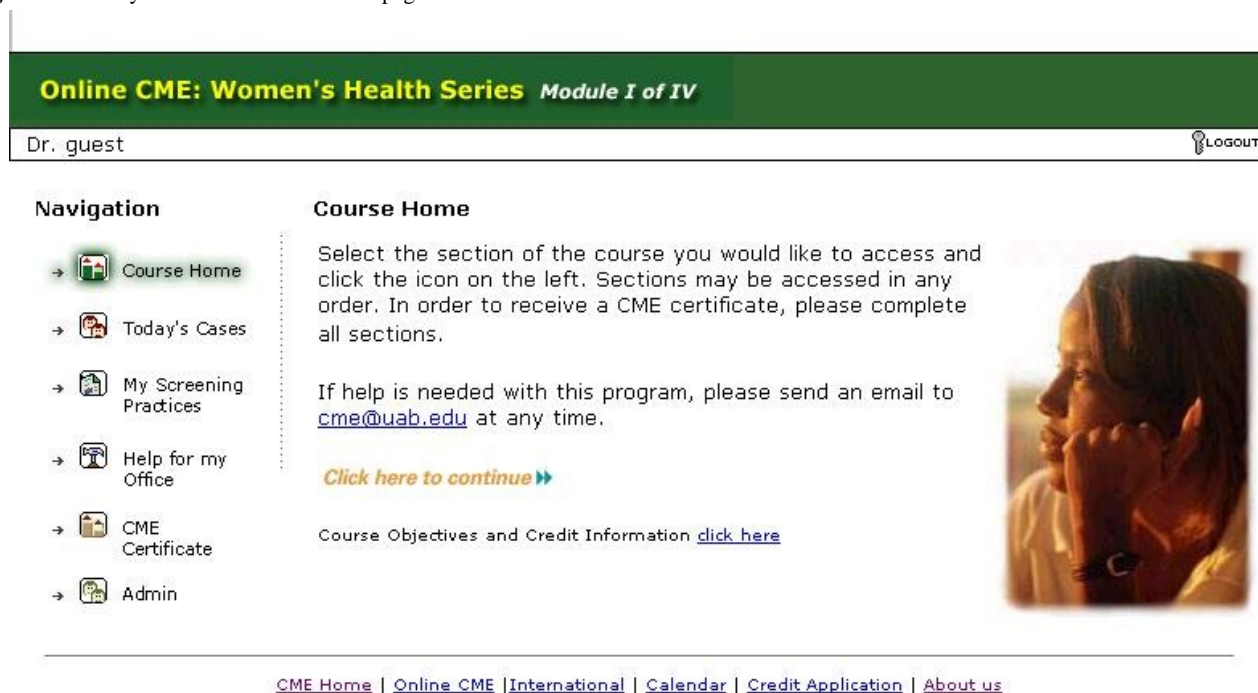 Online CME: Women's Health Series Module I of IV
Dr. guest
LOGOUT
Navigation
Course Home
Today's Cases
My Screening
Practices
Help for my
Office
CME
Certificate
Admin
Course Home
Select the section of the course you would like to access and
click the icon on the left. Sections may be accessed in any
order. In order to receive a CME certificate, please complete
all sections.
If help is needed with this program, please send an email to
cme@uab.edu at any time.
Click here to continue
Course Objectives and Credit Information click here
CME Home | Online CME |International | Calendar | Credit Application | About us